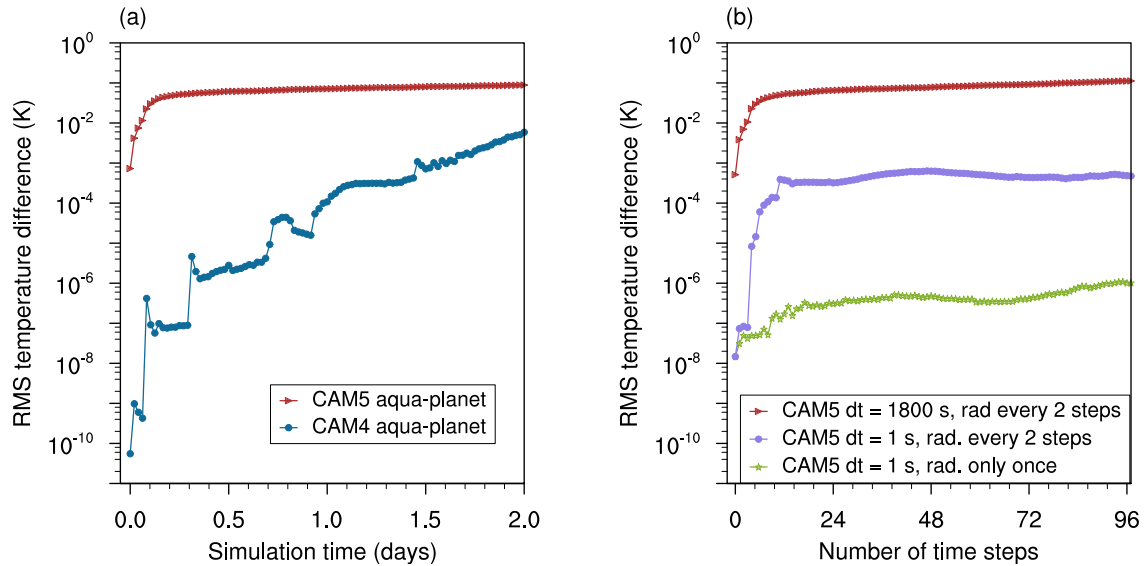 (a)
RMS temperature difference (K)
10^0
10^-2
10^-4
10^-6
10^-8
10^-10
CAM5 aqua-planet
CAM4 aqua-planet
0.0 0.5 1.0 1.5 2.0
Simulation time (days)
(b)
RMS temperature difference (K)
10^0
10^-2
10^-4
10^-6
10^-8
10^-10
CAM5 dt = 1800 s, rad every 2 steps
CAM5 dt = 1 s, rad. every 2 steps
CAM5 dt = 1 s, rad. only once
0 24 48 72 96
Number of time steps